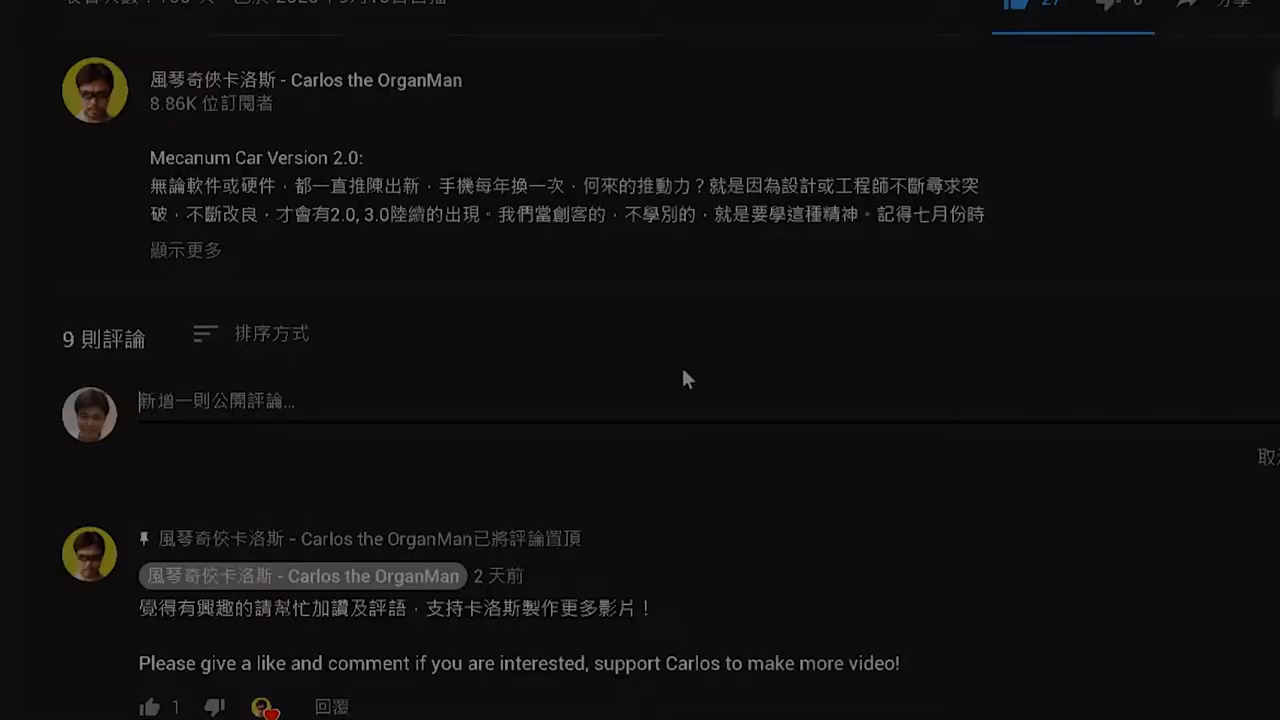 27
6
分享
風琴奇俠卡洛斯 - Carlos the OrganMan
8.86K 位訂閱者
Mecanum Car Version 2.0:
無論軟件或硬件，都一直推陳出新，手機每年換一次，何來的推動力？就是因為設計或工程師不斷尋求突
破，不斷改良，才會有2.0, 3.0陸續的出現。我們當創客的，不學別的，就是要學這種精神。記得七月份時
顯示更多
9 則評論
排序方式
新增一則公開評論...
風琴奇俠卡洛斯 - Carlos the OrganMan已將評論置頂
風琴奇俠卡洛斯 - Carlos the OrganMan 2 天前
覺得有興趣的請幫忙加讚及評語，支持卡洛斯製作更多影片！
Please give a like and comment if you are interested, support Carlos to make more video!
1
回覆